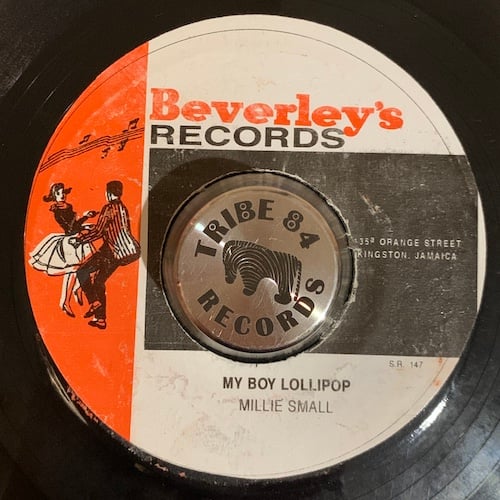 Beverley's
RECORDS
TRIBE 84
RECORDS
135ª ORANGE STREET
KINGSTON, JAMAICA
S.R. 147
MY BOY LOLLIPOP
MILLIE SMALL